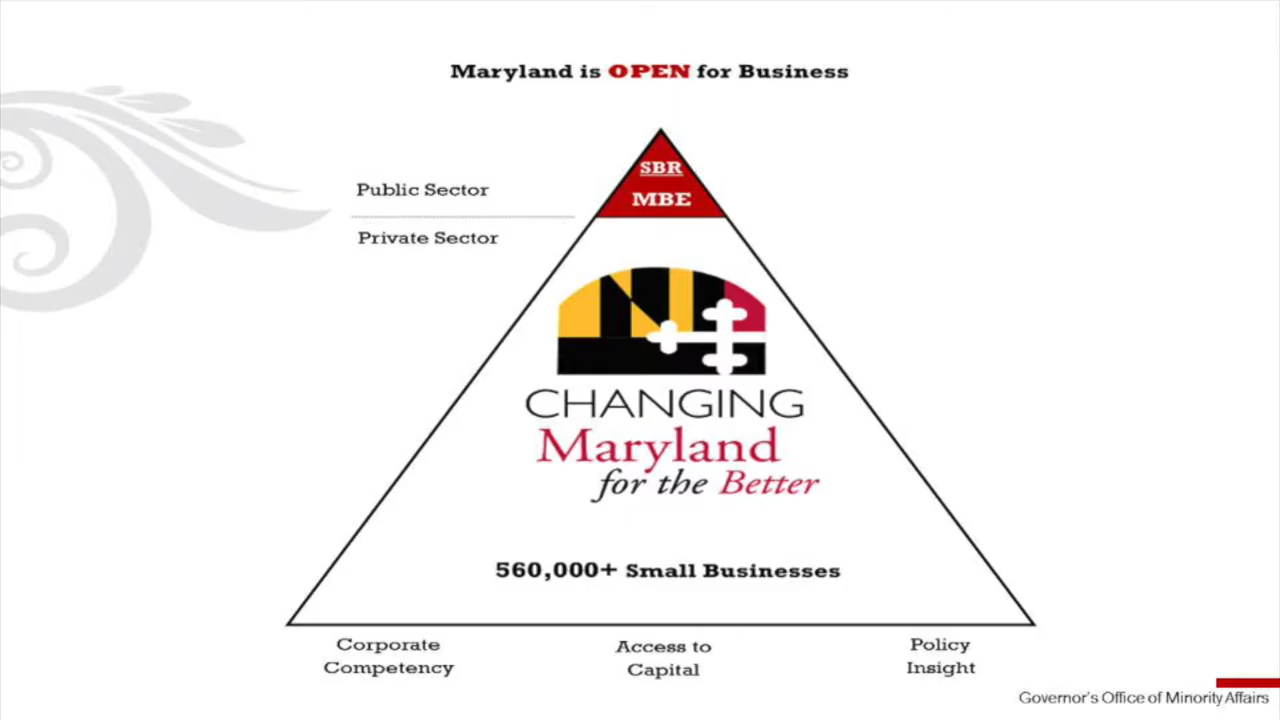 Maryland is OPEN for Business
SBR
MBE
Public Sector
Private Sector
CHANGING
Maryland
for the Better
560,000+ Small Businesses
Corporate
Competency
Access to
Capital
Policy
Insight
Governor's Office of Minority Affairs